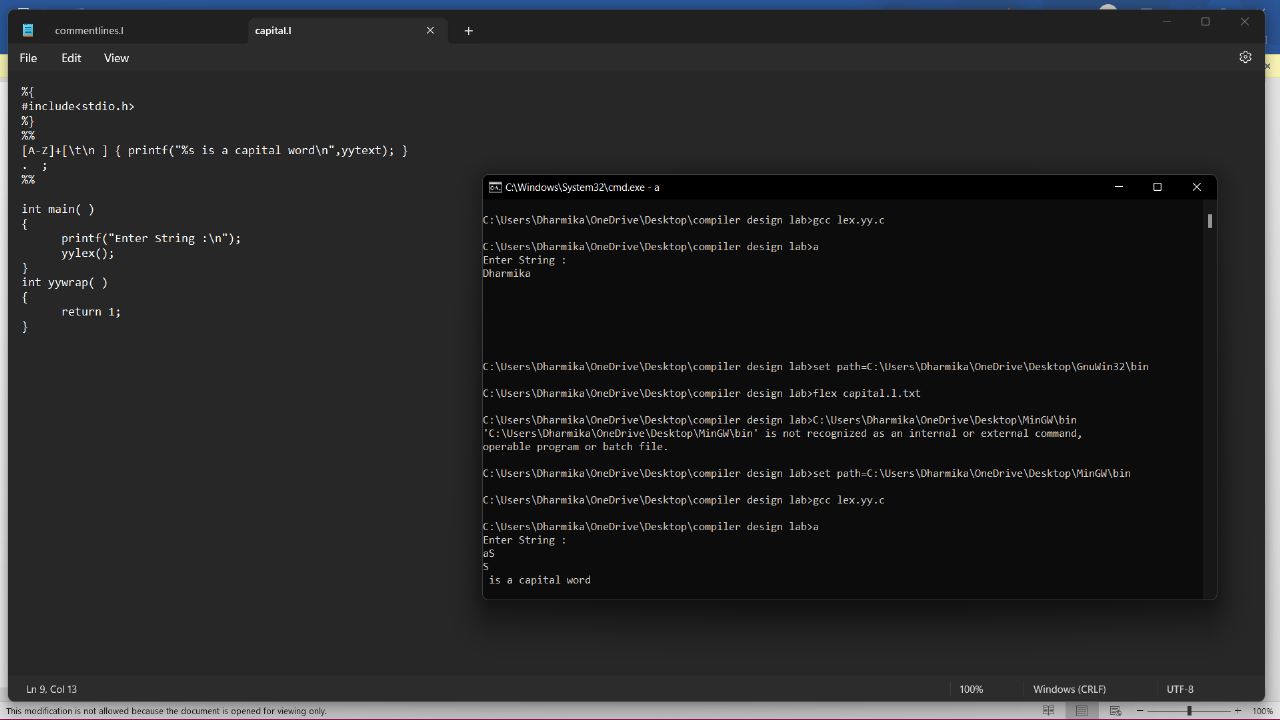 commentlines.l
capital.l
File Edit View
%{
#include<stdio.h>
%}
%%
[A-Z]+[\t\n ] { printf("%s is a capital word\n",yytext); }
.  ;
%%
int main( )
{
printf("Enter String :\n");
yylex();
}
int yywrap( )
{
return 1;
}
C:\Windows\System32\cmd.exe - a
C:\Users\Dharmika\OneDrive\Desktop\compiler design lab>gcc lex.yy.c
C:\Users\Dharmika\OneDrive\Desktop\compiler design lab>a
Enter String :
Dharmika
C:\Users\Dharmika\OneDrive\Desktop\compiler design lab>set path=C:\Users\Dharmika\OneDrive\Desktop\GnuWin32\bin
C:\Users\Dharmika\OneDrive\Desktop\compiler design lab>flex capital.l.txt
C:\Users\Dharmika\OneDrive\Desktop\compiler design lab>C:\Users\Dharmika\OneDrive\Desktop\MinGW\bin
'C:\Users\Dharmika\OneDrive\Desktop\MinGW\bin' is not recognized as an internal or external command,
operable program or batch file.
C:\Users\Dharmika\OneDrive\Desktop\compiler design lab>set path=C:\Users\Dharmika\OneDrive\Desktop\MinGW\bin
C:\Users\Dharmika\OneDrive\Desktop\compiler design lab>gcc lex.yy.c
C:\Users\Dharmika\OneDrive\Desktop\compiler design lab>a
Enter String :
aS
S
is a capital word
Ln 9, Col 13
100%
Windows (CRLF)
UTF-8
This modification is not allowed because the document is opened for viewing only.
100%